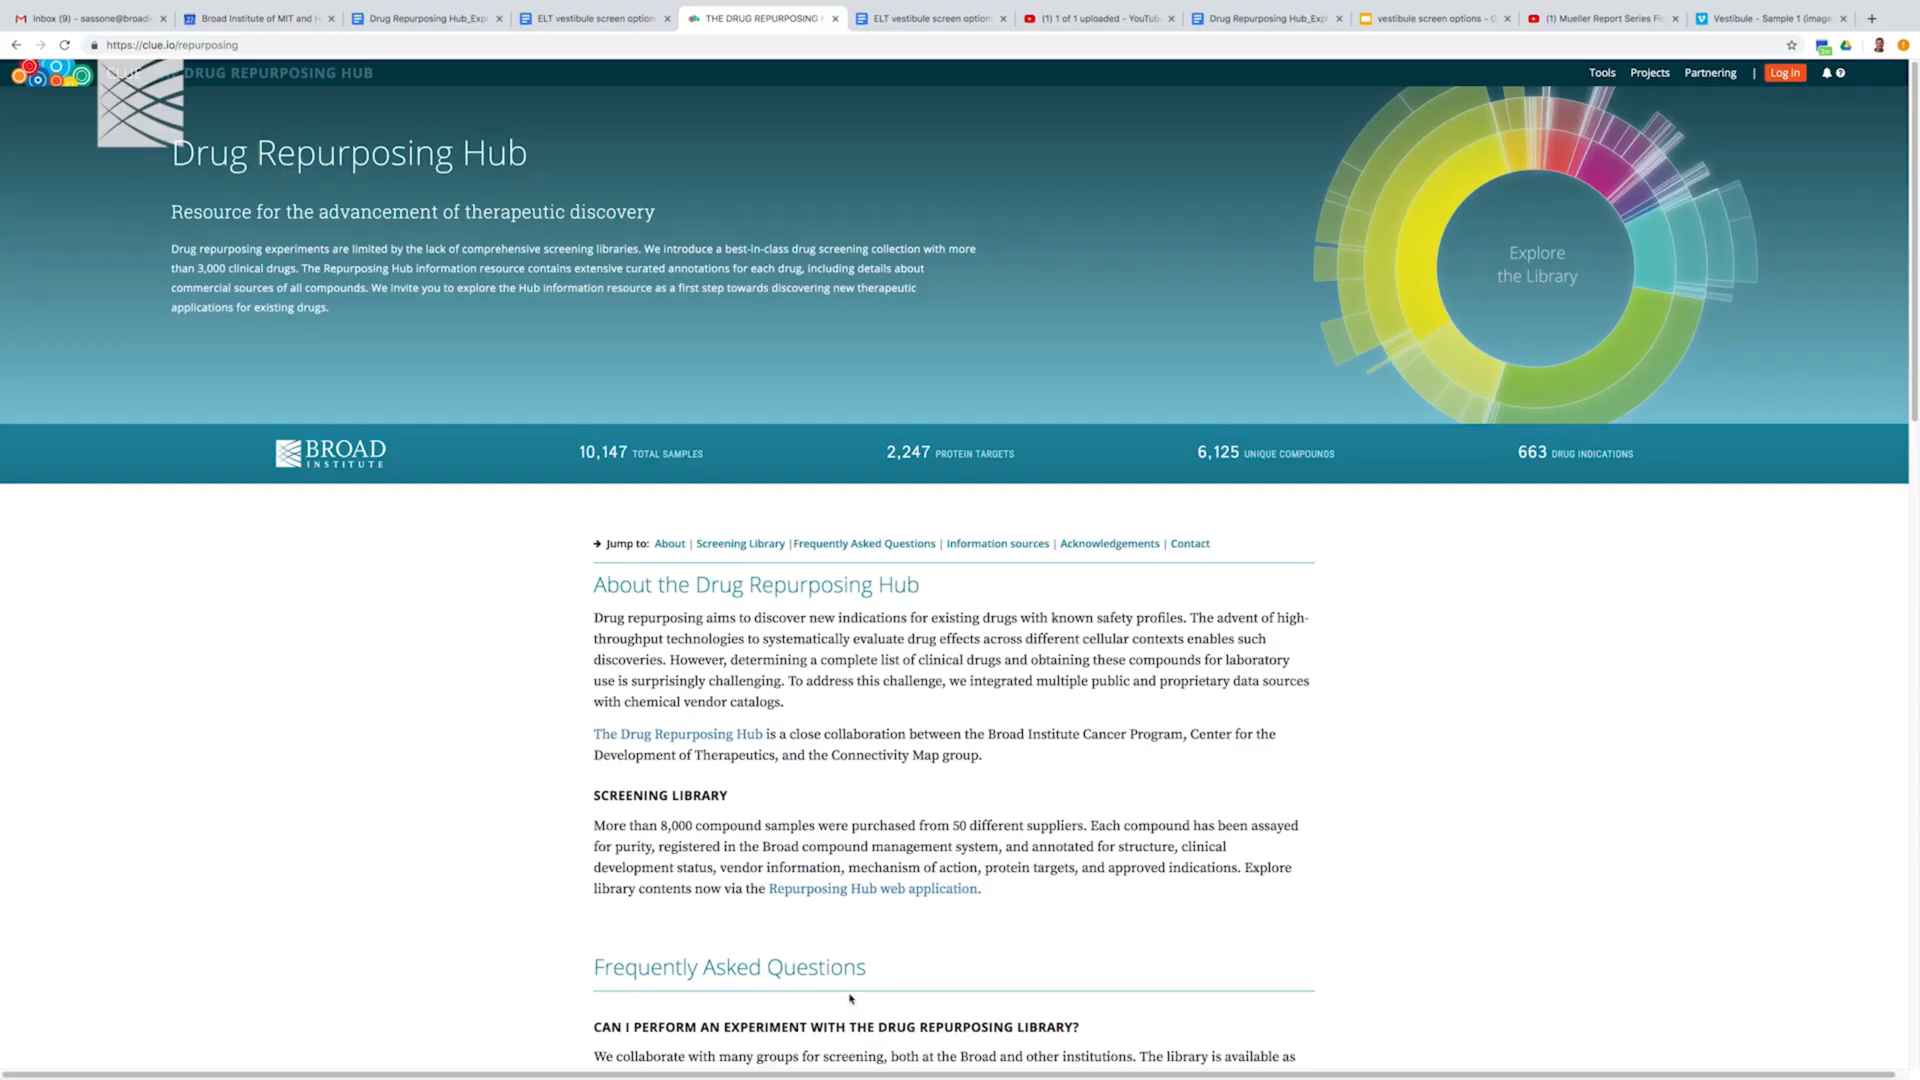 Inbox (9) - sassone@broadi
Broad Institute of MIT and H
Drug Repurposing Hub_Expl
ELT vestibule screen options
THE DRUG REPURPOSING
ELT vestibule screen options
(1) 1 of 1 uploaded - YouTube
Drug Repurposing Hub_Expl
vestibule screen options - G
(1) Mueller Report Series Fi
Vestibule - Sample 1 (image
https://clue.io/repurposing
CLUE
DRUG REPURPOSING HUB
Tools Projects Partnering | Log in
Drug Repurposing Hub
Resource for the advancement of therapeutic discovery
Drug repurposing experiments are limited by the lack of comprehensive screening libraries. We introduce a best-in-class drug screening collection with more
than 3,000 clinical drugs. The Repurposing Hub information resource contains extensive curated annotations for each drug, including details about
commercial sources of all compounds. We invite you to explore the Hub information resource as a first step towards discovering new therapeutic
applications for existing drugs.
Explore
the Library
BROAD
INSTITUTE
10,147 TOTAL SAMPLES
2,247 PROTEIN TARGETS
6,125 UNIQUE COMPOUNDS
663 DRUG INDICATIONS
Jump to: About | Screening Library |Frequently Asked Questions | Information sources | Acknowledgements | Contact
About the Drug Repurposing Hub
Drug repurposing aims to discover new indications for existing drugs with known safety profiles. The advent of high-
throughput technologies to systematically evaluate drug effects across different cellular contexts enables such
discoveries. However, determining a complete list of clinical drugs and obtaining these compounds for laboratory
use is surprisingly challenging. To address this challenge, we integrated multiple public and proprietary data sources
with chemical vendor catalogs.
The Drug Repurposing Hub is a close collaboration between the Broad Institute Cancer Program, Center for the
Development of Therapeutics, and the Connectivity Map group.
SCREENING LIBRARY
More than 8,000 compound samples were purchased from 50 different suppliers. Each compound has been assayed
for purity, registered in the Broad compound management system, and annotated for structure, clinical
development status, vendor information, mechanism of action, protein targets, and approved indications. Explore
library contents now via the Repurposing Hub web application.
Frequently Asked Questions
CAN I PERFORM AN EXPERIMENT WITH THE DRUG REPURPOSING LIBRARY?
We collaborate with many groups for screening, both at the Broad and other institutions. The library is available as